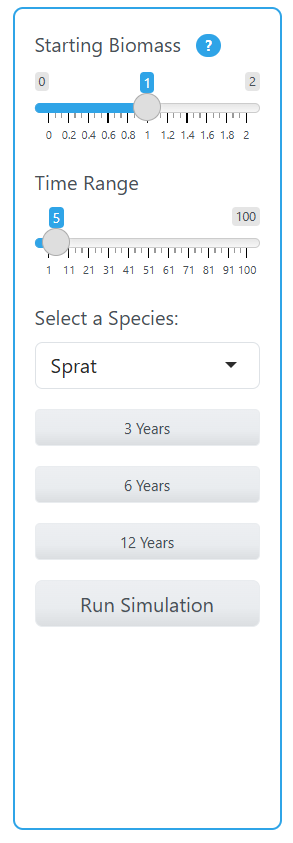 Starting Biomass ?
0 1 2
0 0.2 0.4 0.6 0.8 1 1.2 1.4 1.6 1.8 2
Time Range
5 100
1 11 21 31 41 51 61 71 81 91 100
Select a Species:
Sprat
3 Years
6 Years
12 Years
Run Simulation